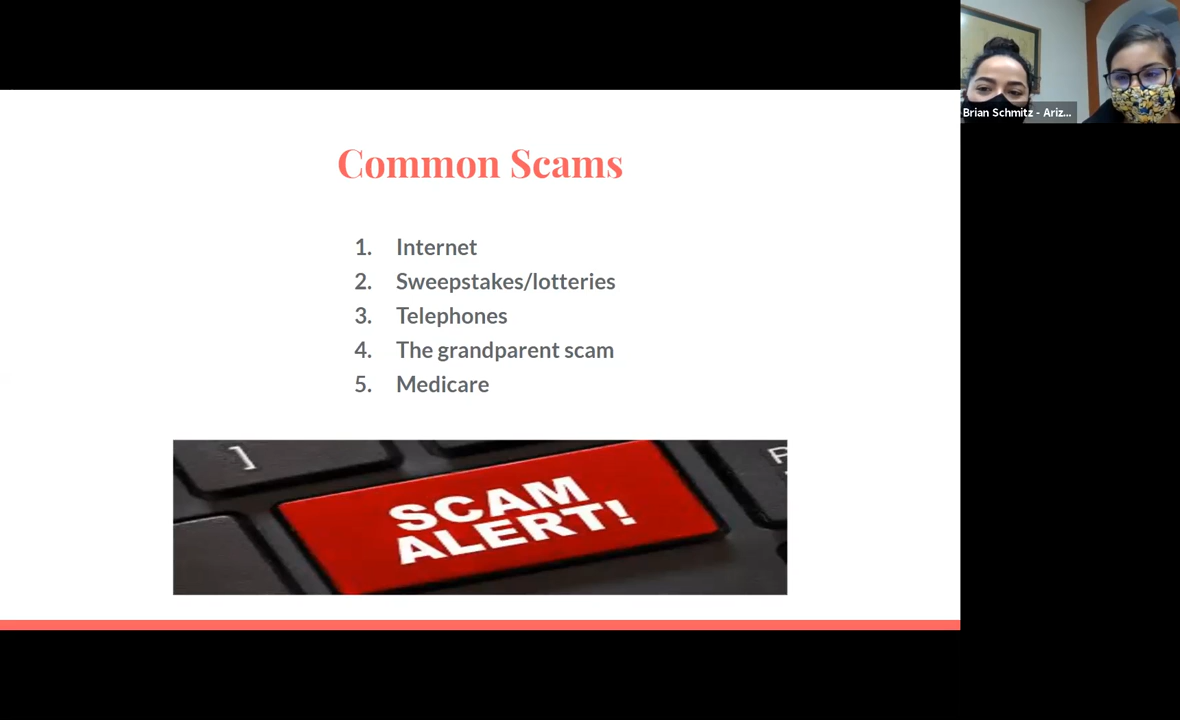 Common Scams
1. Internet
2. Sweepstakes/lotteries
3. Telephones
4. The grandparent scam
5. Medicare
]
P
SCAM
ALERT!
Brian Schmitz - Ariz...